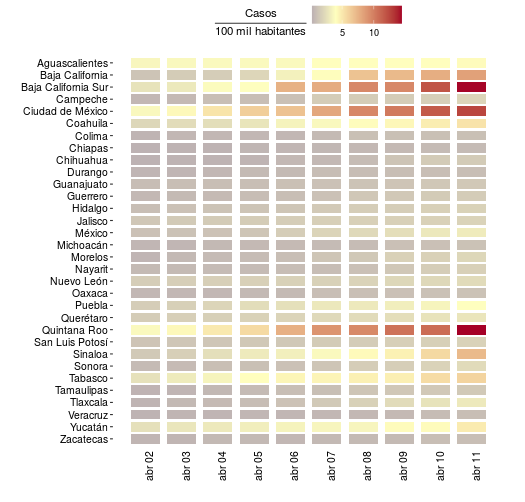 Casos
100 mil habitantes
5 10
Aguascalientes
Baja California
Baja California Sur
Campeche
Ciudad de México
Coahuila
Colima
Chiapas
Chihuahua
Durango
Guanajuato
Guerrero
Hidalgo
Jalisco
México
Michoacán
Morelos
Nayarit
Nuevo León
Oaxaca
Puebla
Querétaro
Quintana Roo
San Luis Potosí
Sinaloa
Sonora
Tabasco
Tamaulipas
Tlaxcala
Veracruz
Yucatán
Zacatecas
abr 02
abr 03
abr 04
abr 05
abr 06
abr 07
abr 08
abr 09
abr 10
abr 11